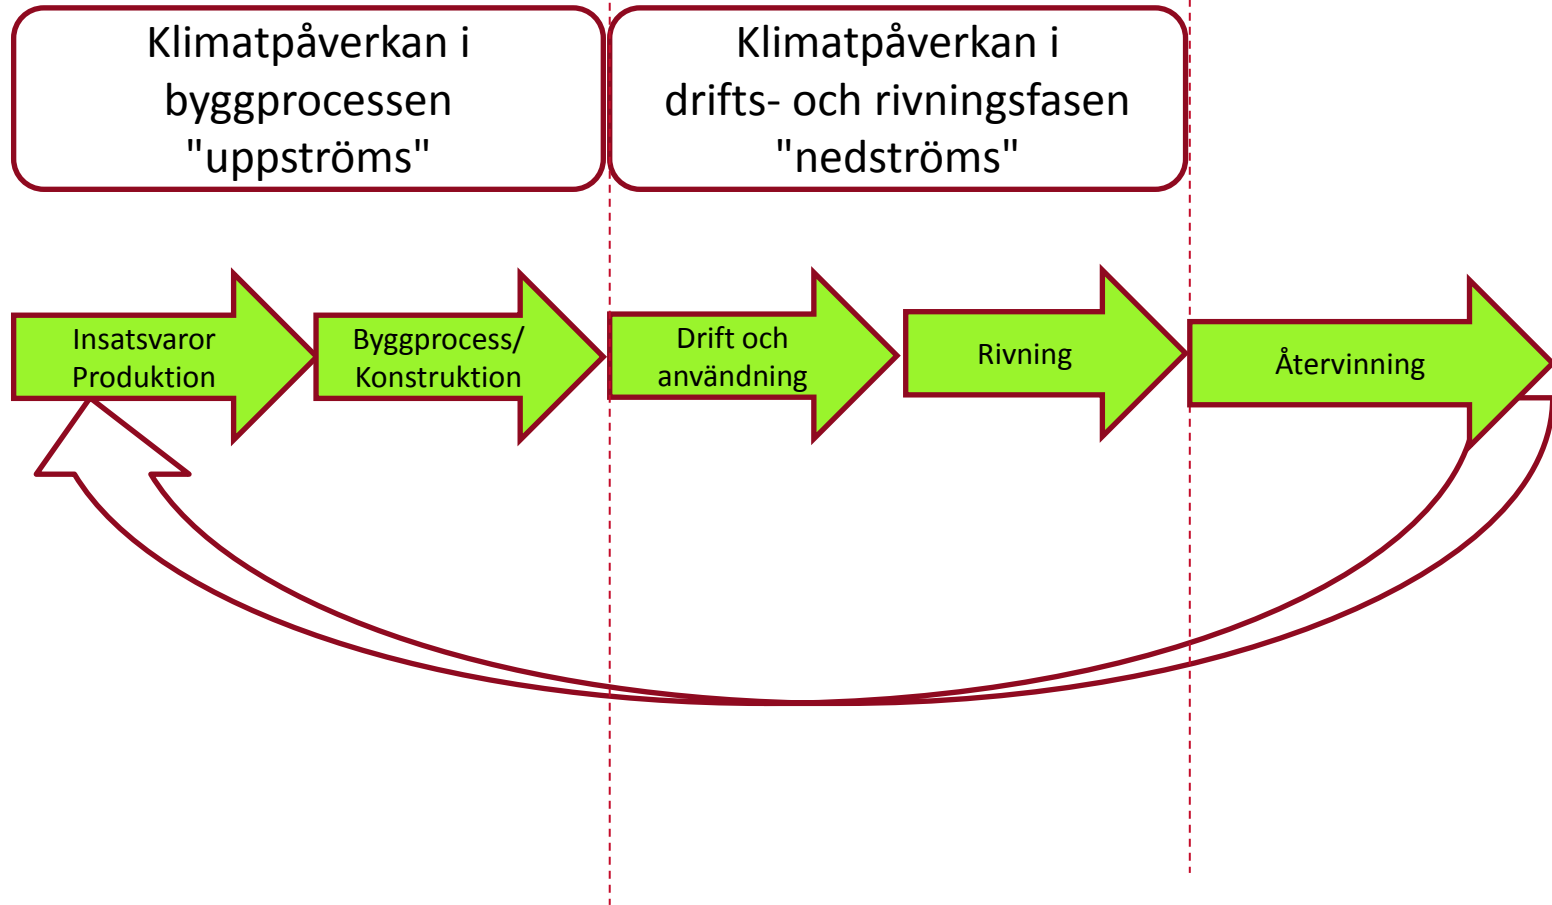 Klimatpåverkan i
byggprocessen
"uppströms"
Klimatpåverkan i
drifts- och rivningsfasen
"nedströms"
Insatsvaror
Produktion
Byggprocess/
Konstruktion
Drift och
användning
Rivning
Återvinning